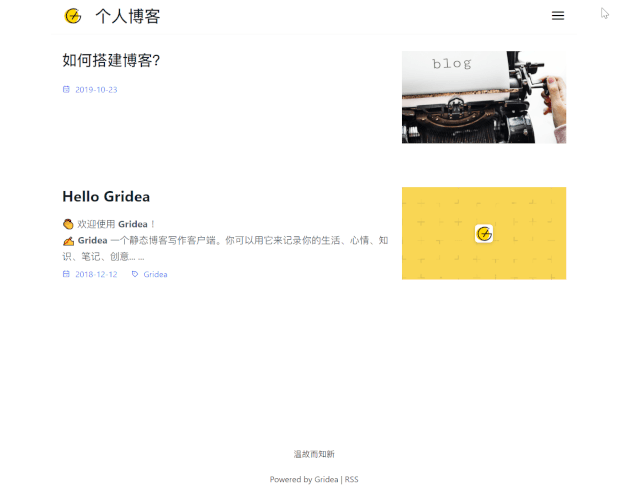 个人博客
如何搭建博客?
2019-10-23
blog
Hello Gridea
欢迎使用 Gridea !
Gridea 一个静态博客写作客户端。你可以用它来记录你的生活、心情、知
识、笔记、创意... ...
2018-12-12 Gridea
温故而知新
Powered by Gridea | RSS